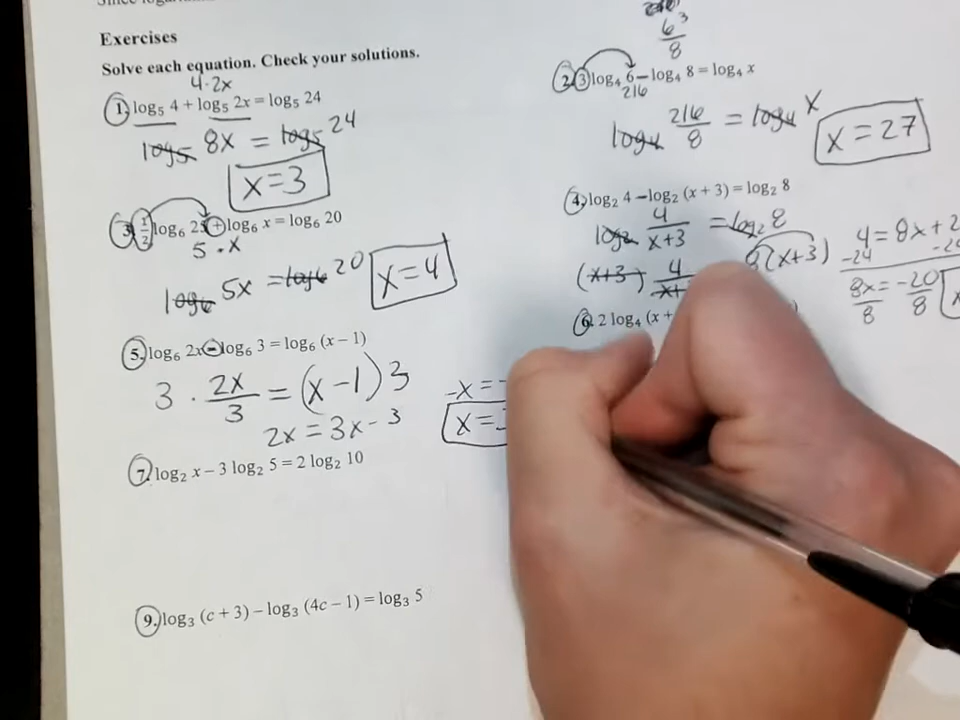 Exercises
Solve each equation. Check your solutions.
4·2x
1. log₅ 4 + log₅ 2x = log₅ 24
log₅ 8x = log₅ 24
x = 3
6³
8
2. 3 log₄ 6 − log₄ 8 = log₄ x
216
log₄ 216/8 = log₄ x
x = 27
3. 1/2 log₆ 25 + log₆ x = log₆ 20
5 · x
log₆ 5x = log₆ 20
x = 4
4. log₂ 4 − log₂ (x + 3) = log₂ 8
log₂ 4/(x+3) = log₂ 8
(x+3) 4 8(x+3)
4 = 8x + 2
-24
8x = -20
8 8
5. log₆ 2x − log₆ 3 = log₆ (x − 1)
3 · 2x/3 = (x − 1) 3
2x = 3x − 3
-x =
x =
6. 2 log₄ (x +
7. log₂ x − 3 log₂ 5 = 2 log₂ 10
9. log₃ (c + 3) − log₃ (4c − 1) = log₃ 5